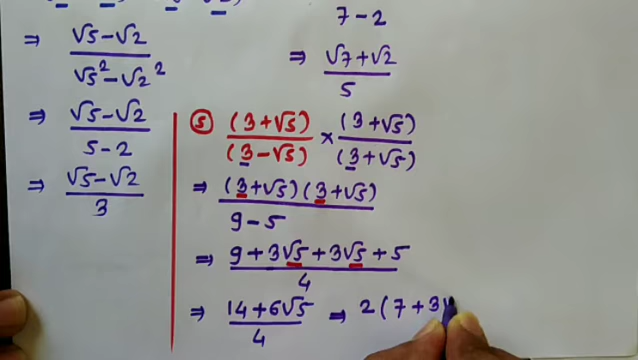 ⇒ √5-√2 / √5² - √2²
⇒ √5-√2 / 5-2
⇒ √5-√2 / 3
7-2
⇒ √7+√2 / 5
⑤ (3+√5) / (3-√5) × (3+√5) / (3+√5)
⇒ (3+√5)(3+√5) / 9-5
⇒ 9+3√5+3√5+5 / 4
⇒ 14+6√5 / 4 ⇒ 2(7+3